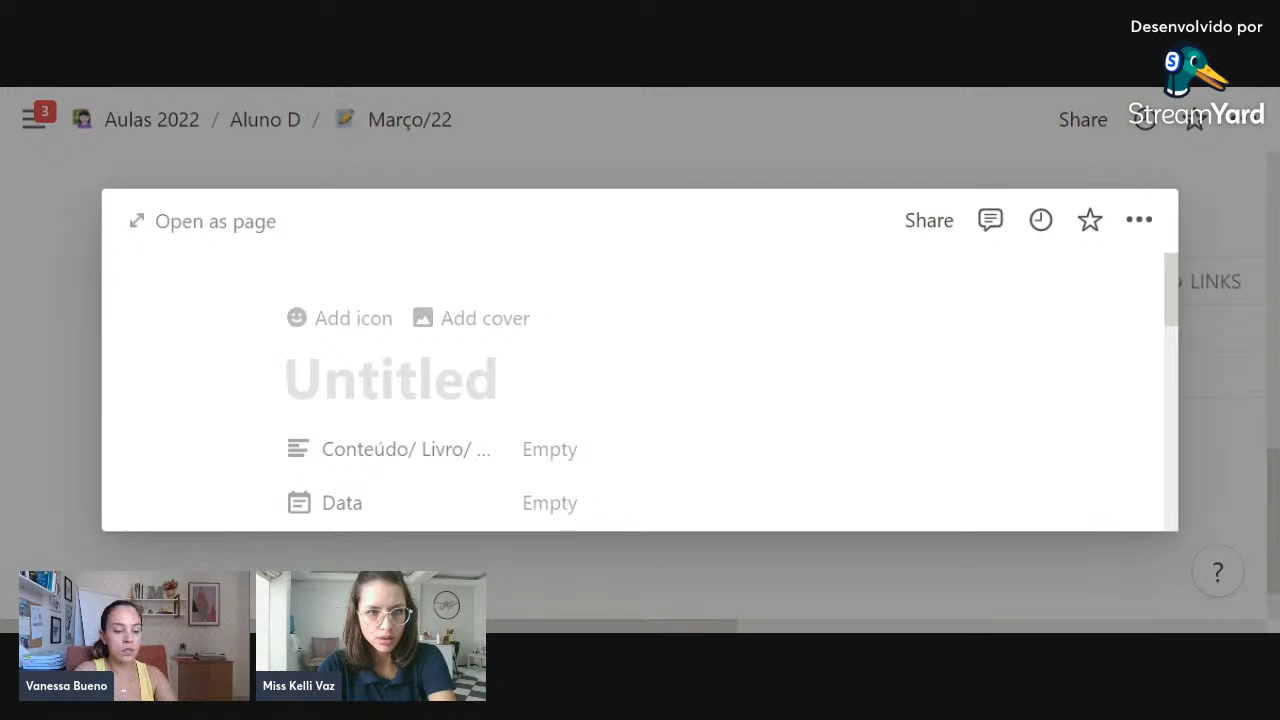 Desenvolvido por
StreamYard
3
Aulas 2022 / Aluno D / Março/22
Share
Open as page
Share
LINKS
Add icon Add cover
Untitled
Conteúdo/ Livro/ ... Empty
Data Empty
?
Vanessa Bueno
Miss Kelli Vaz